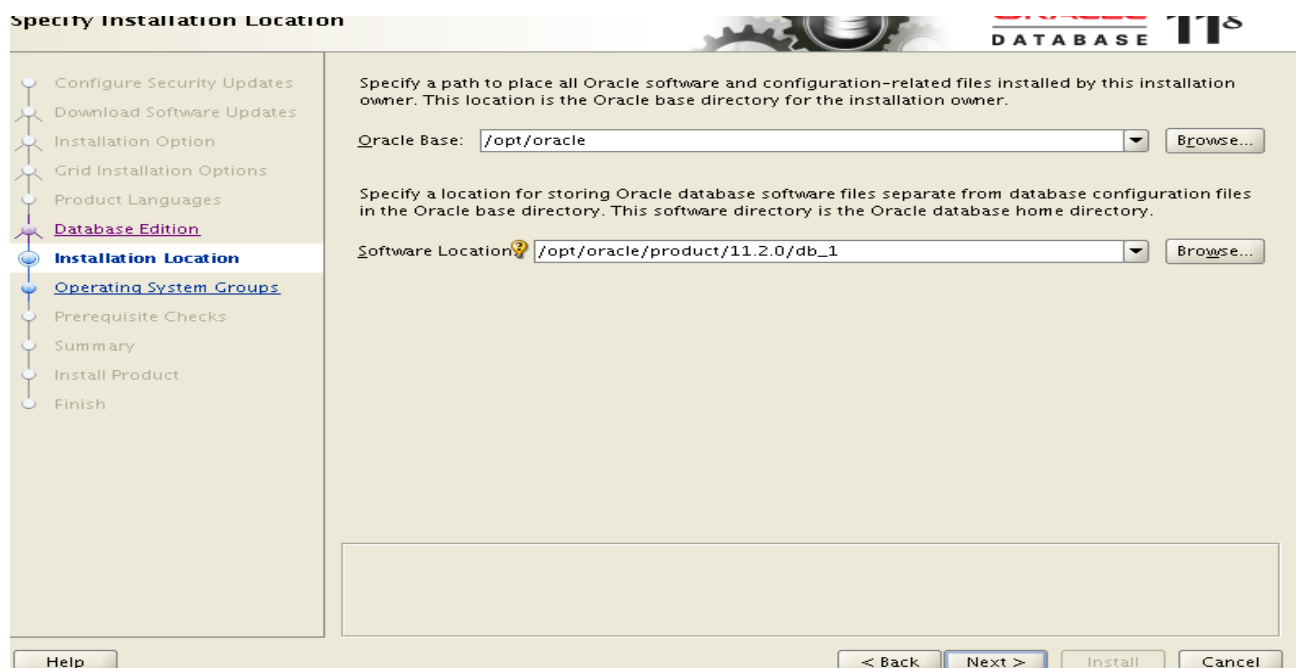 Specify Installation Location
ORACLE
DATABASE
11g
Configure Security Updates
Download Software Updates
Installation Option
Grid Installation Options
Product Languages
Database Edition
Installation Location
Operating System Groups
Prerequisite Checks
Summary
Install Product
Finish
Specify a path to place all Oracle software and configuration-related files installed by this installation
owner. This location is the Oracle base directory for the installation owner.
Oracle Base: /opt/oracle Browse...
Specify a location for storing Oracle database software files separate from database configuration files
in the Oracle base directory. This software directory is the Oracle database home directory.
Software Location /opt/oracle/product/11.2.0/db_1 Browse...
Help < Back Next > Install Cancel